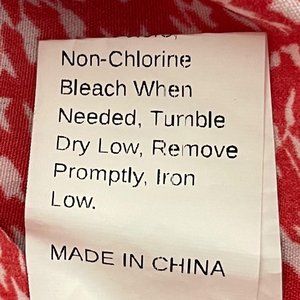 Non-Chlorine
Bleach When
Needed, Tumble
Dry Low, Remove
Promptly, Iron
Low.
MADE IN CHINA